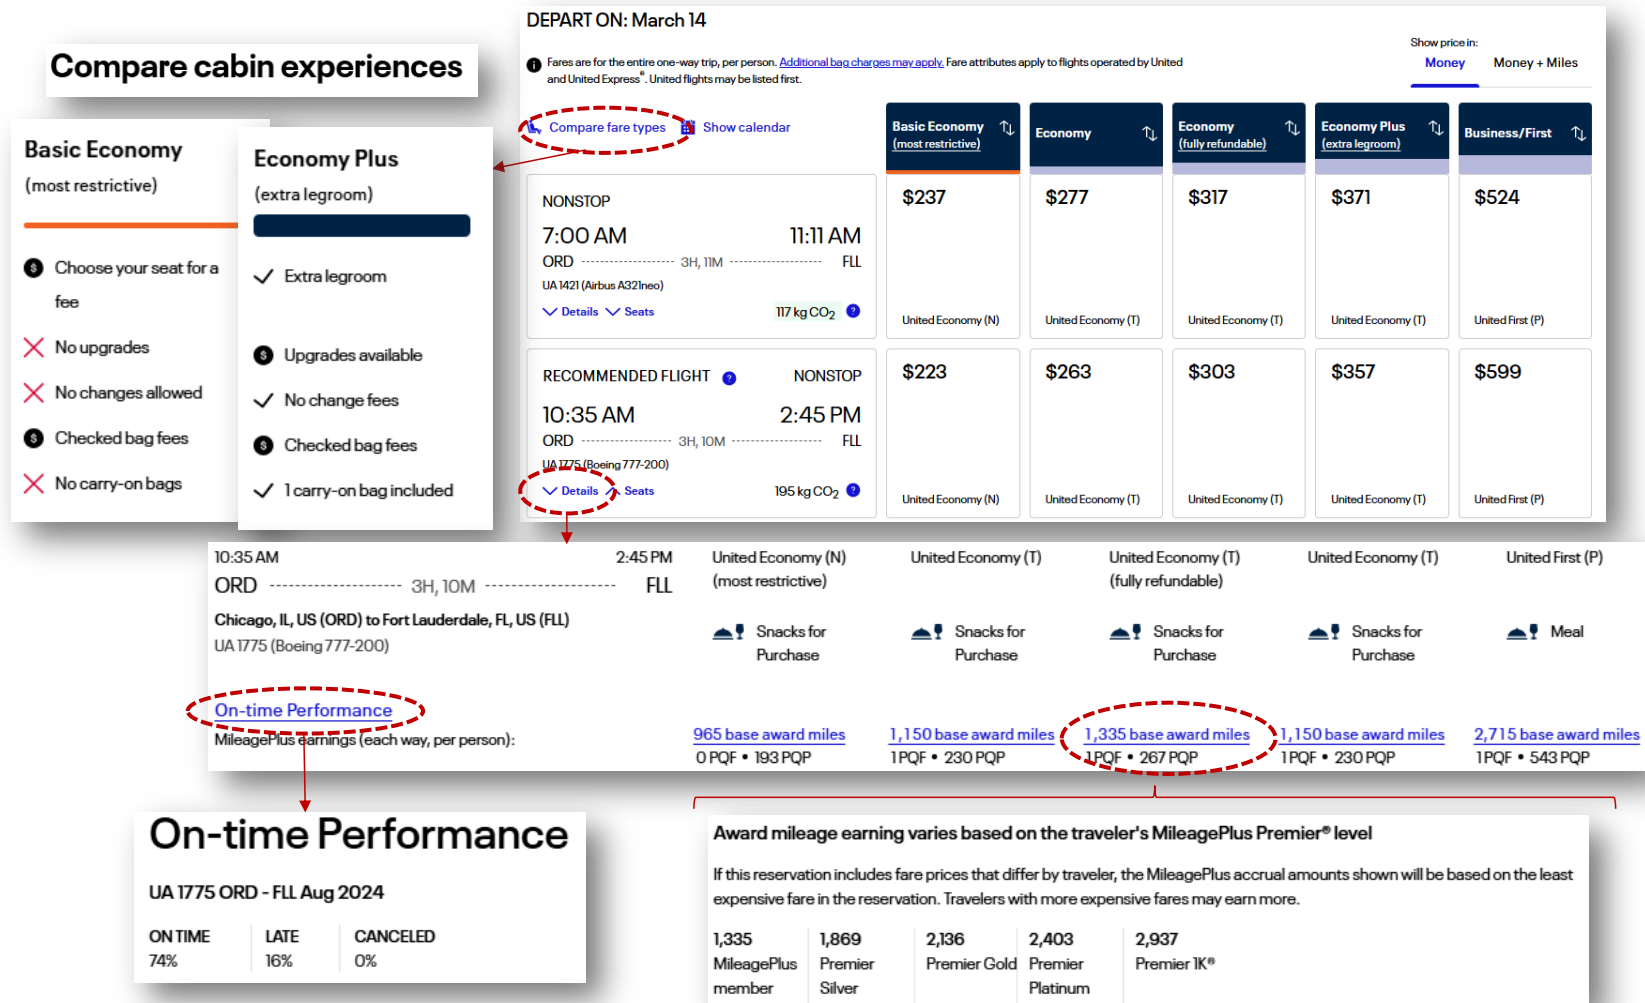 Compare cabin experiences
Basic Economy
(most restrictive)
Choose your seat for a
fee
No upgrades
No changes allowed
Checked bag fees
No carry-on bags
Economy Plus
(extra legroom)
Extra legroom
Upgrades available
No change fees
Checked bag fees
1 carry-on bag included
DEPART ON: March 14
Fares are for the entire one-way trip, per person. Additional bag charges may apply. Fare attributes apply to flights operated by United
and United Express®. United flights may be listed first.
Show price in:
Money Money + Miles
Compare fare types Show calendar
Basic Economy
(most restrictive)
Economy
Economy
(fully refundable)
Economy Plus
(extra legroom)
Business/First
NONSTOP
7:00 AM 11:11 AM
ORD 3H, 11M FLL
UA 1421 (Airbus A321neo)
Details Seats 117 kg CO2 ?
$237 $277 $317 $371 $524
United Economy (N) United Economy (T) United Economy (T) United Economy (T) United First (P)
RECOMMENDED FLIGHT ? NONSTOP
10:35 AM 2:45 PM
ORD 3H, 10M FLL
UA 1775 (Boeing 777-200)
Details Seats 195 kg CO2 ?
$223 $263 $303 $357 $599
United Economy (N) United Economy (T) United Economy (T) United Economy (T) United First (P)
10:35 AM 2:45 PM
ORD 3H, 10M FLL
Chicago, IL, US (ORD) to Fort Lauderdale, FL, US (FLL)
UA 1775 (Boeing 777-200)
On-time Performance
MileagePlus earnings (each way, per person):
United Economy (N)
(most restrictive)
Snacks for
Purchase
965 base award miles
0 PQF • 193 PQP
United Economy (T)
Snacks for
Purchase
1,150 base award miles
1 PQF • 230 PQP
United Economy (T)
(fully refundable)
Snacks for
Purchase
1,335 base award miles
1 PQF • 267 PQP
United Economy (T)
Snacks for
Purchase
1,150 base award miles
1 PQF • 230 PQP
United First (P)
Meal
2,715 base award miles
1 PQF • 543 PQP
On-time Performance
UA 1775 ORD - FLL Aug 2024
ON TIME LATE CANCELED
74% 16% 0%
Award mileage earning varies based on the traveler's MileagePlus Premier® level
If this reservation includes fare prices that differ by traveler, the MileagePlus accrual amounts shown will be based on the least
expensive fare in the reservation. Travelers with more expensive fares may earn more.
1,335
MileagePlus
member
1,869
Premier
Silver
2,136
Premier Gold
2,403
Premier
Platinum
2,937
Premier 1K®